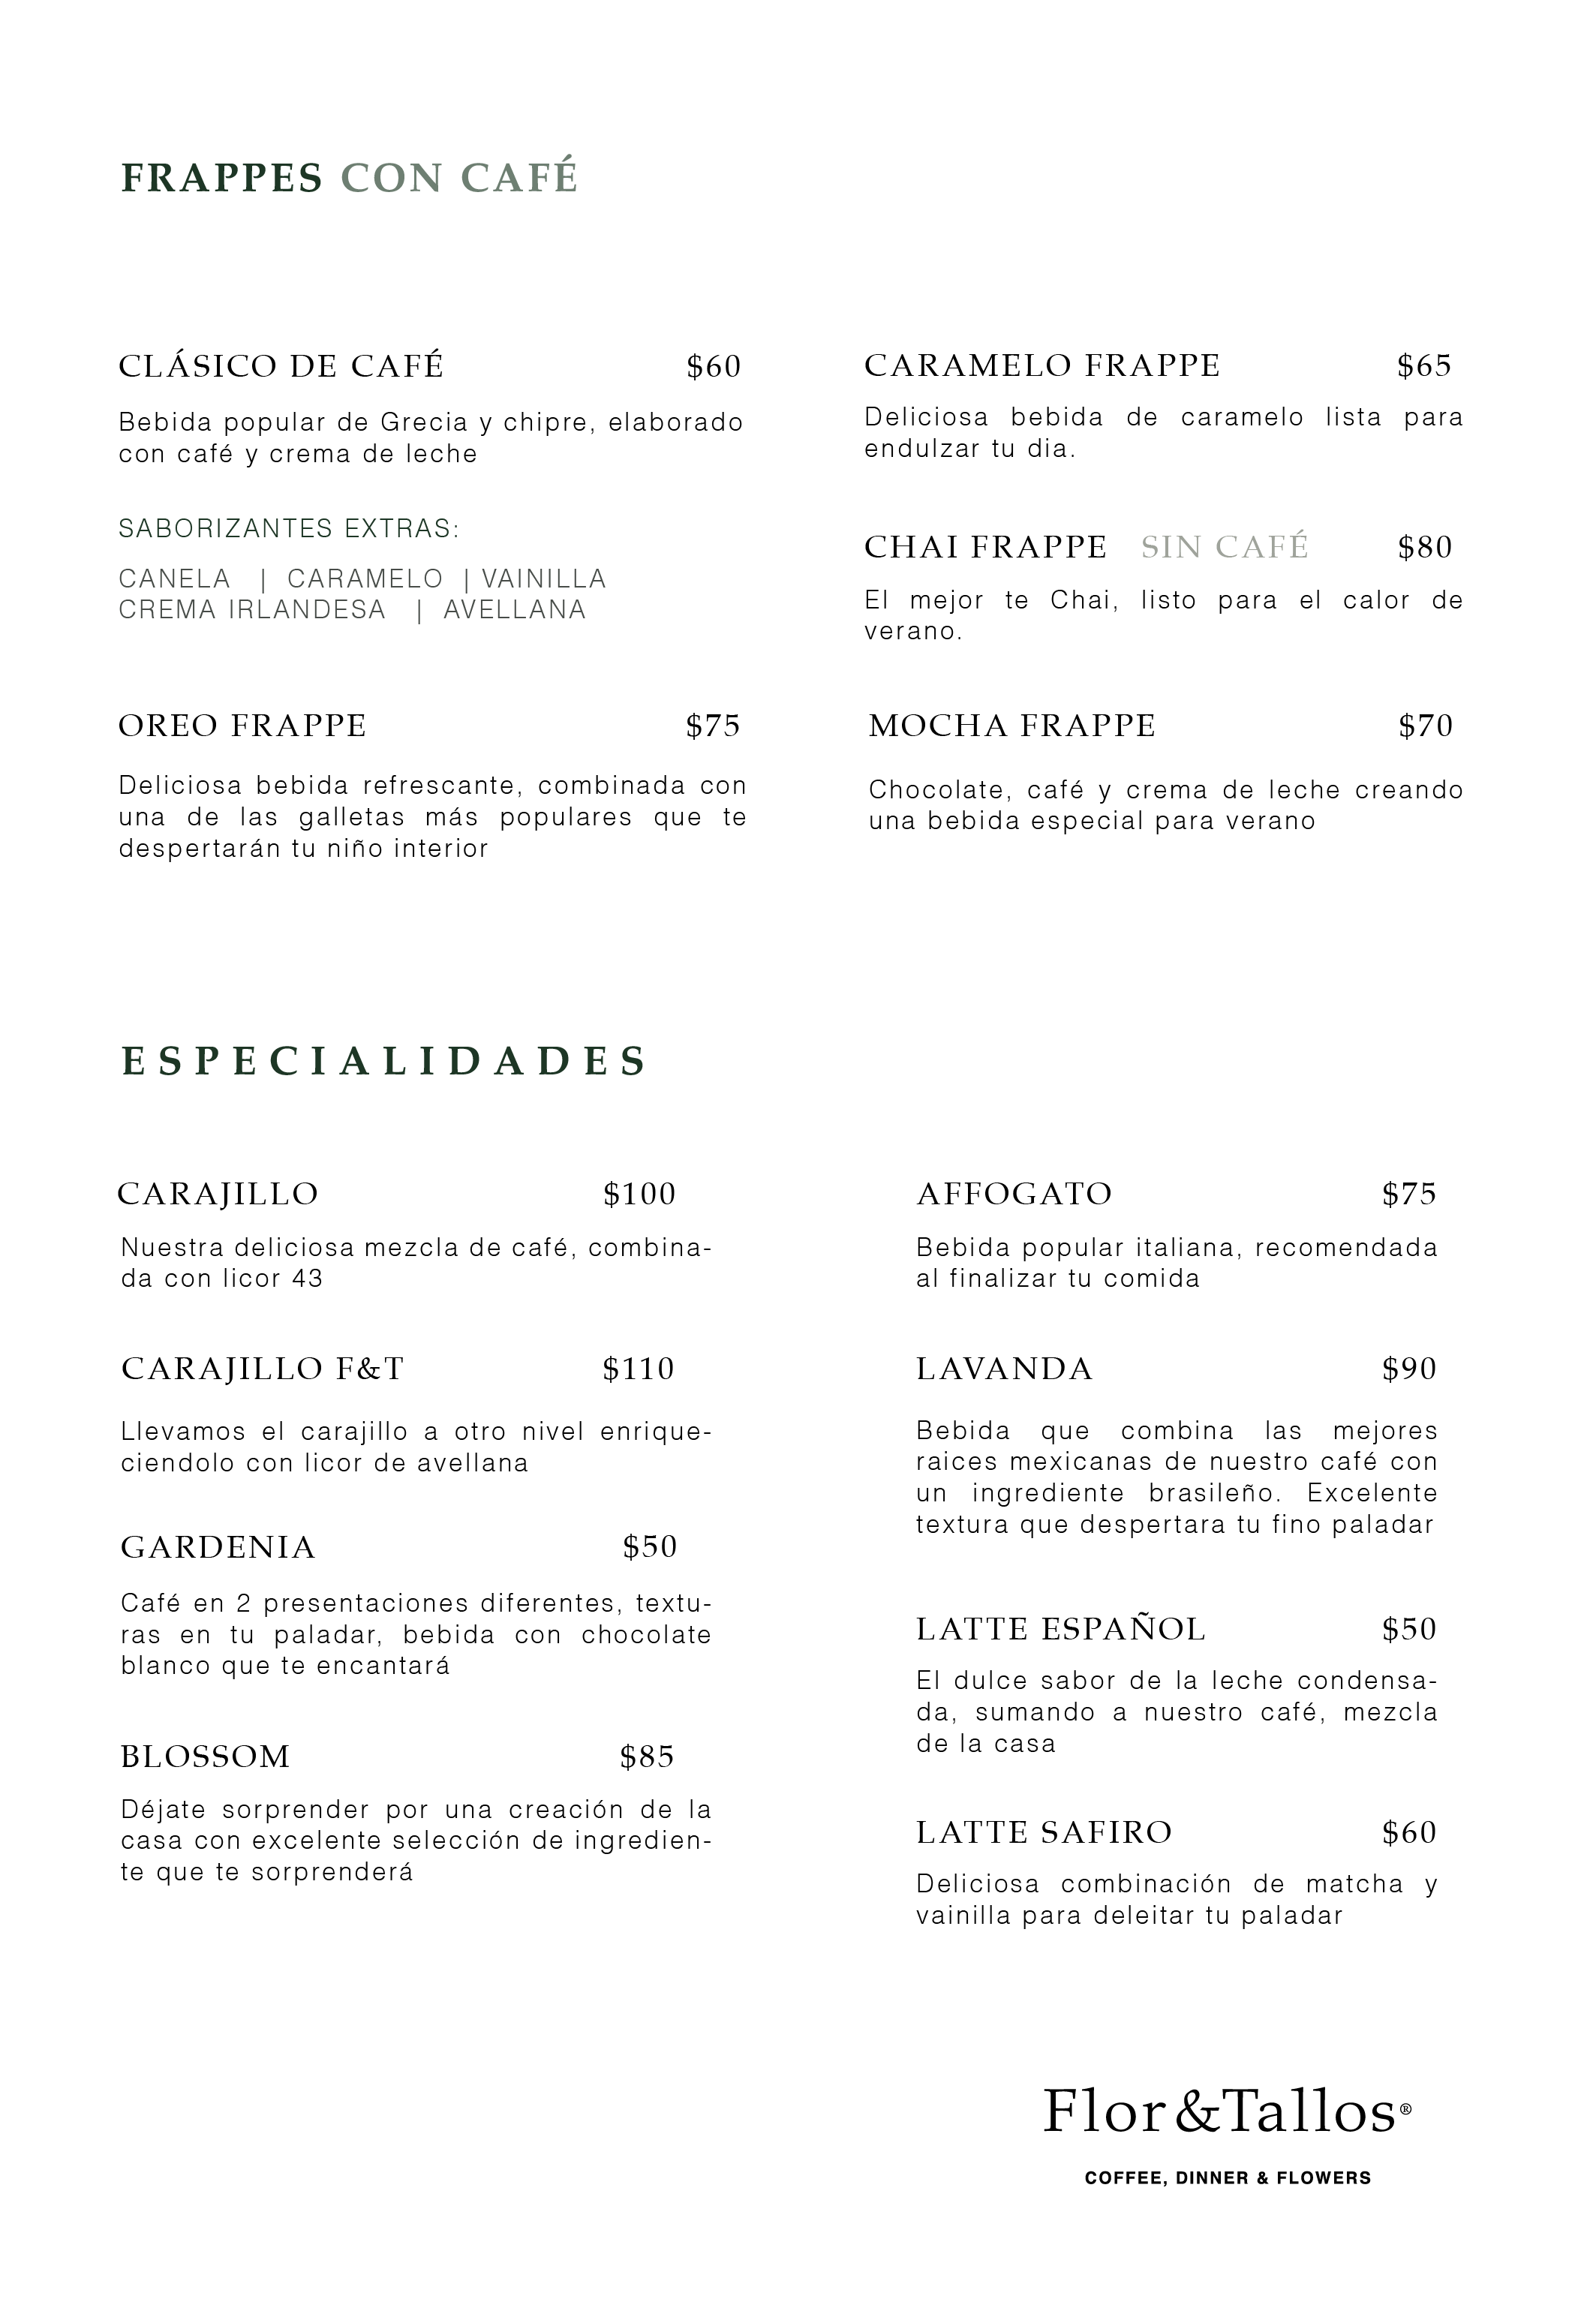 FRAPPES CON CAFÉ
CLÁSICO DE CAFÉ $60
Bebida popular de Grecia y chipre, elaborado
con café y crema de leche
SABORIZANTES EXTRAS:
CANELA | CARAMELO | VAINILLA
CREMA IRLANDESA | AVELLANA
OREO FRAPPE $75
Deliciosa bebida refrescante, combinada con
una de las galletas más populares que te
despertarán tu niño interior
CARAMELO FRAPPE $65
Deliciosa bebida de caramelo lista para
endulzar tu dia.
CHAI FRAPPE SIN CAFÉ $80
El mejor te Chai, listo para el calor de
verano.
MOCHA FRAPPE $70
Chocolate, café y crema de leche creando
una bebida especial para verano
ESPECIALIDADES
CARAJILLO $100
Nuestra deliciosa mezcla de café, combina-
da con licor 43
CARAJILLO F&T $110
Llevamos el carajillo a otro nivel enrique-
ciendolo con licor de avellana
GARDENIA $50
Café en 2 presentaciones diferentes, textu-
ras en tu paladar, bebida con chocolate
blanco que te encantará
BLOSSOM $85
Déjate sorprender por una creación de la
casa con excelente selección de ingredien-
te que te sorprenderá
AFFOGATO $75
Bebida popular italiana, recomendada
al finalizar tu comida
LAVANDA $90
Bebida que combina las mejores
raices mexicanas de nuestro café con
un ingrediente brasileño. Excelente
textura que despertara tu fino paladar
LATTE ESPAÑOL $50
El dulce sabor de la leche condensa-
da, sumando a nuestro café, mezcla
de la casa
LATTE SAFIRO $60
Deliciosa combinación de matcha y
vainilla para deleitar tu paladar
Flor&Tallos®
COFFEE, DINNER & FLOWERS